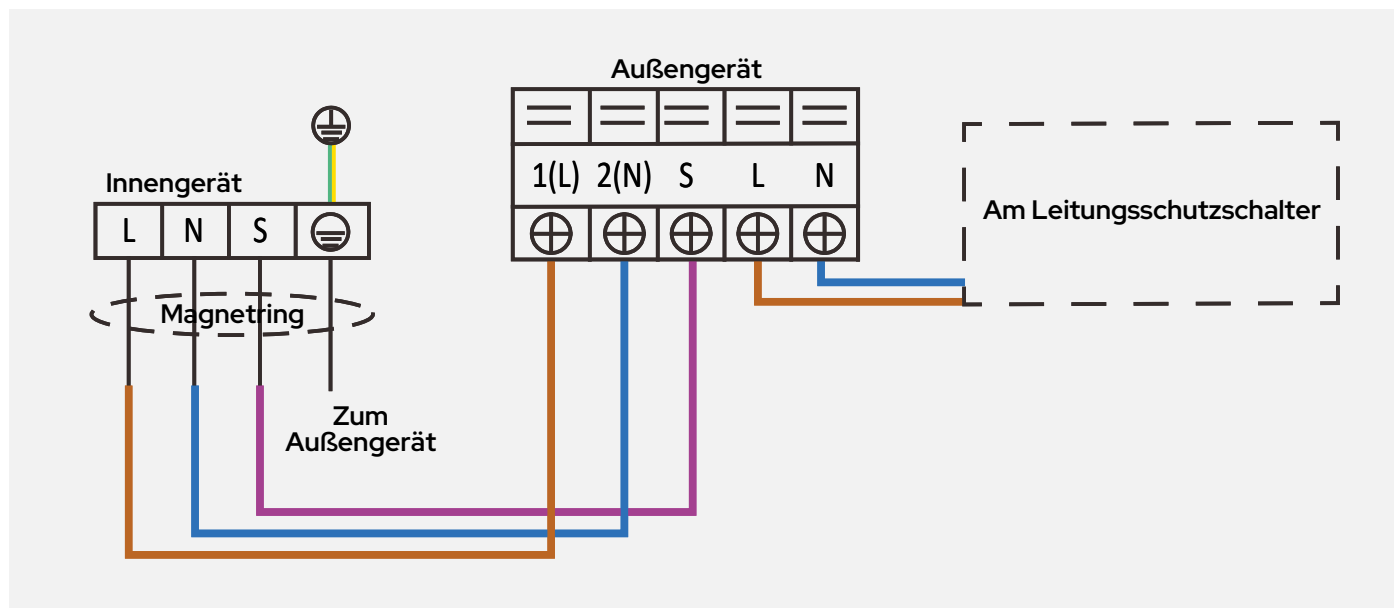 Außengerät
1(L) 2(N) S L N
Am Leitungsschutzschalter
Innengerät
L N S
Magnetring
Zum
Außengerät